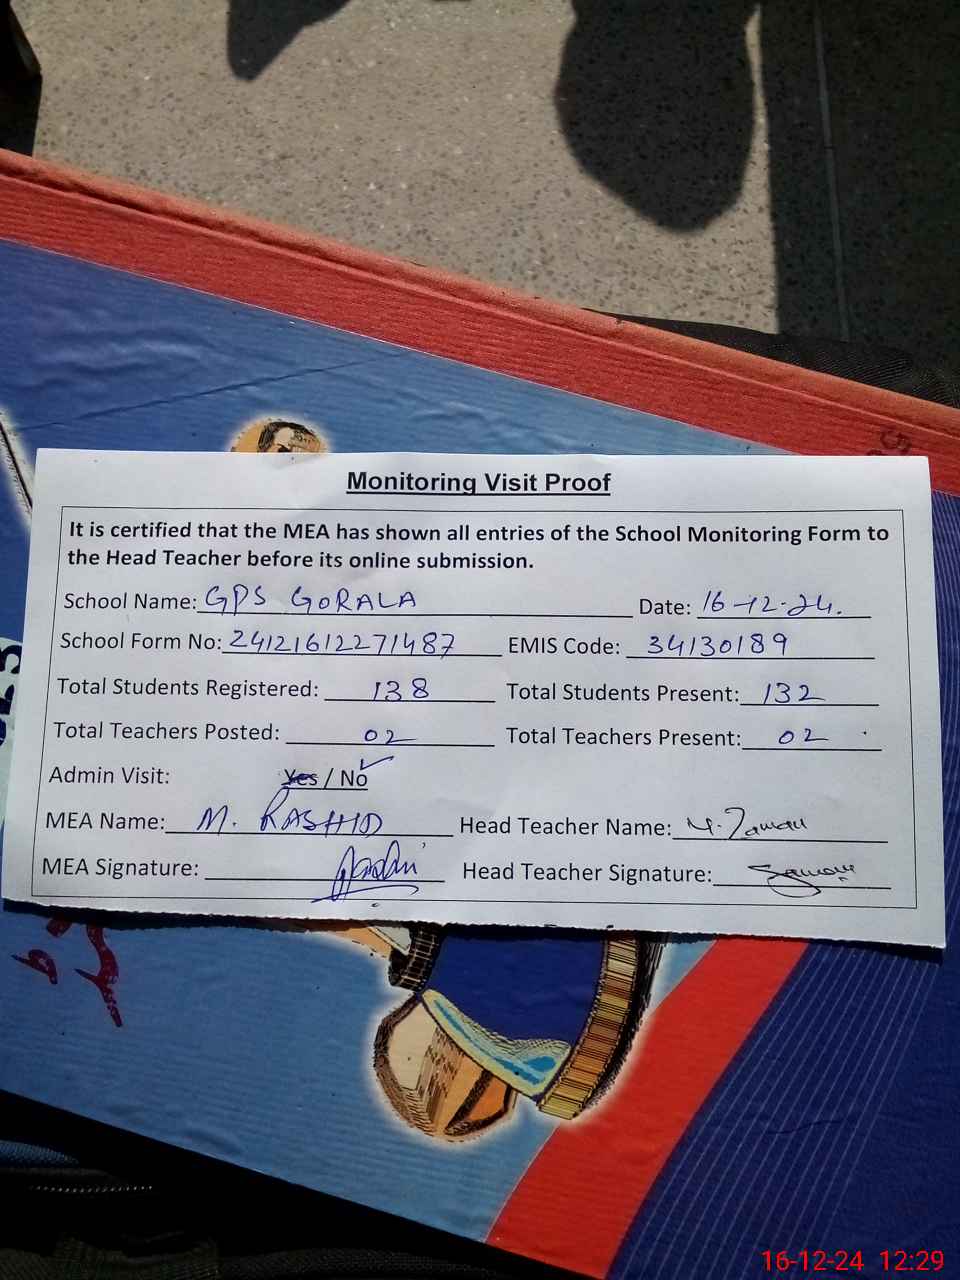 Monitoring Visit Proof
It is certified that the MEA has shown all entries of the School Monitoring Form to
the Head Teacher before its online submission.
School Name: GPS GORALA Date: 16-12-24.
School Form No: 24121612271487 EMIS Code: 34130189
Total Students Registered: 138 Total Students Present: 132
Total Teachers Posted: 02 Total Teachers Present: 02
Admin Visit: Yes / No ✓
MEA Name: M. RASHID Head Teacher Name: M. Zaman
MEA Signature: Head Teacher Signature: Zaman
16-12-24 12:29